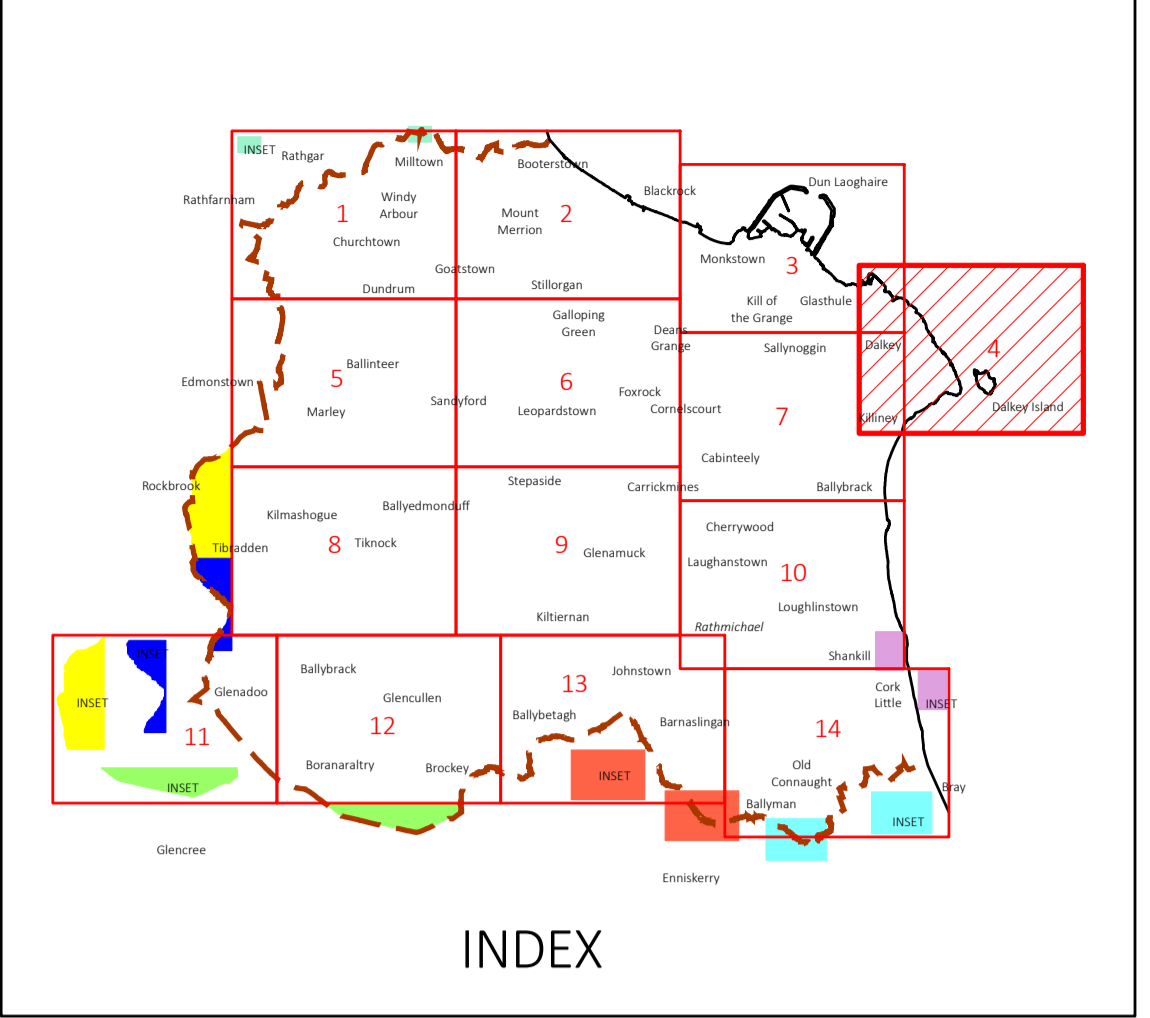 INSET
Rathgar
Milltown
Booterstown
Rathfarnham
Windy
Arbour
1
Mount
Merrion
2
Blackrock
Dun Laoghaire
Churchtown
Goatstown
Dundrum
Stillorgan
Monkstown
3
Kill of
the Grange
Glasthule
Galloping
Green
Deans
Grange
Sallynoggin
Dalkey
4
Edmonstown
5
Ballinteer
Marley
Sandyford
6
Foxrock
Leopardstown
Cornelscourt
7
Killiney
Dalkey Island
Cabinteely
Rockbrook
Stepaside
Carrickmines
Ballybrack
Kilmashogue
Ballyedmonduff
Tibradden
8
Tiknock
9
Glenamuck
Cherrywood
Laughanstown
10
Loughlinstown
Kiltiernan
Rathmichael
Shankill
INSET
INSET
Glenadoo
11
INSET
Ballybrack
Glencullen
12
Boranaraltry
Brockey
Johnstown
13
Ballybetagh
Barnaslingan
INSET
Cork
Little
INSET
14
Old
Connaught
Bray
Ballyman
INSET
Glencree
Enniskerry
INDEX